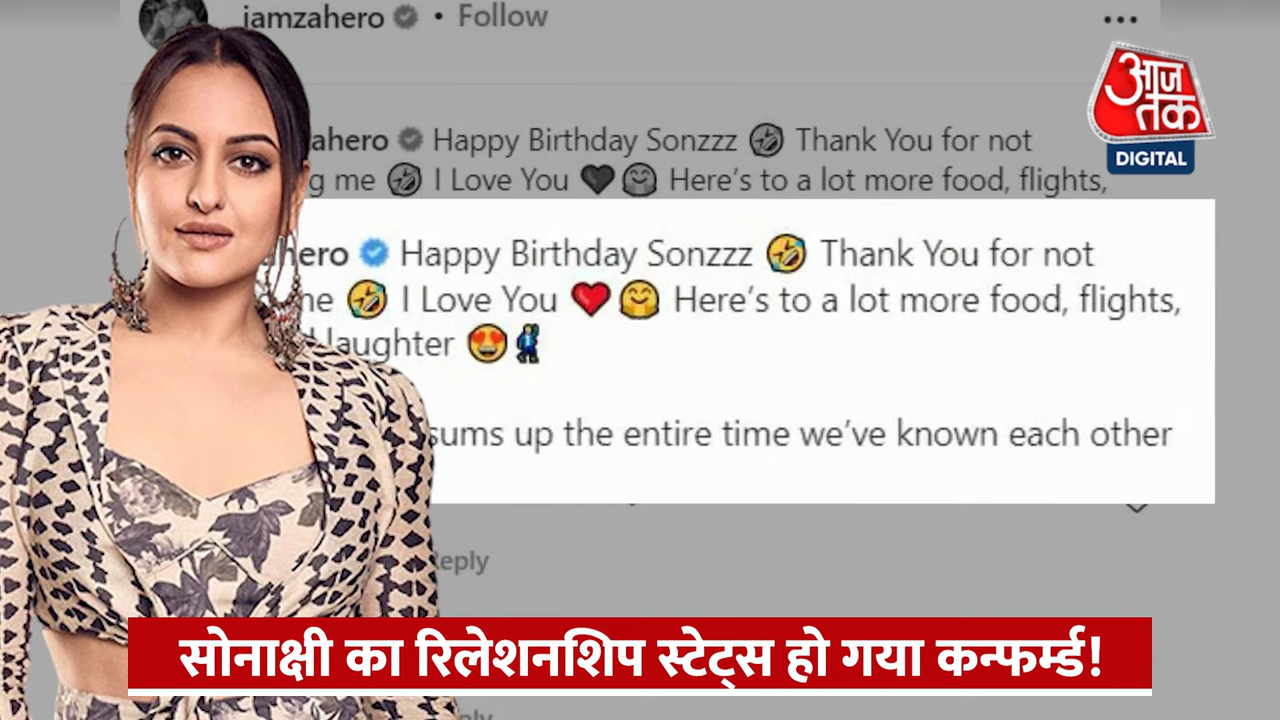 iamzahero • Follow
आज
तक
DIGITAL
ahero Happy Birthday Sonzzz 🤣 Thank You for not
g me 🤣 I Love You 🖤🤗 Here's to a lot more food, flights,
hero Happy Birthday Sonzzz 🤣 Thank You for not
me 🤣 I Love You ❤️🤗 Here's to a lot more food, flights,
laughter 😍
sums up the entire time we've known each other
Reply
सोनाक्षी का रिलेशनशिप स्टेट्स हो गया कन्फर्म्ड!